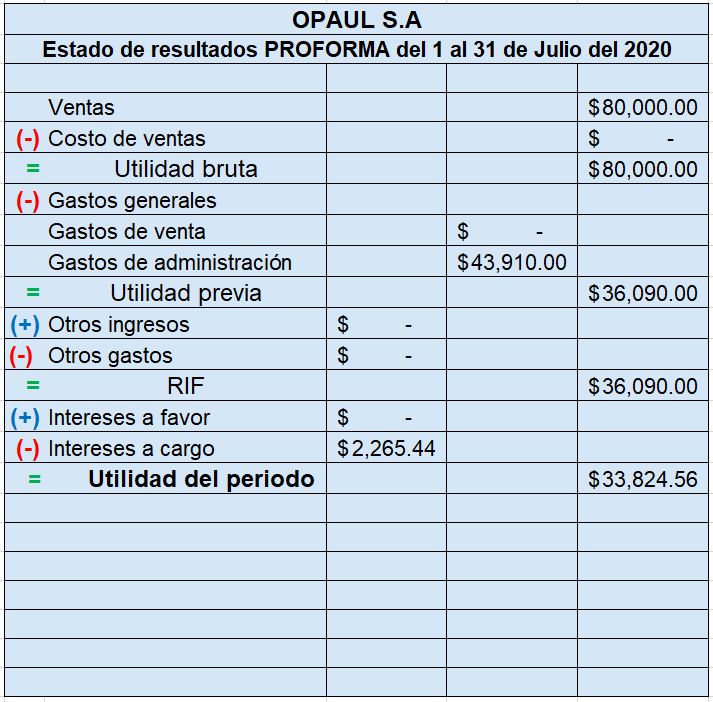 OPAUL S.A
Estado de resultados PROFORMA del 1 al 31 de Julio del 2020
Ventas $80,000.00
(-) Costo de ventas $ -
= Utilidad bruta $80,000.00
(-) Gastos generales
Gastos de venta $ -
Gastos de administración $43,910.00
= Utilidad previa $36,090.00
(+) Otros ingresos $ -
(-) Otros gastos $ -
= RIF $36,090.00
(+) Intereses a favor $ -
(-) Intereses a cargo $2,265.44
= Utilidad del periodo $33,824.56